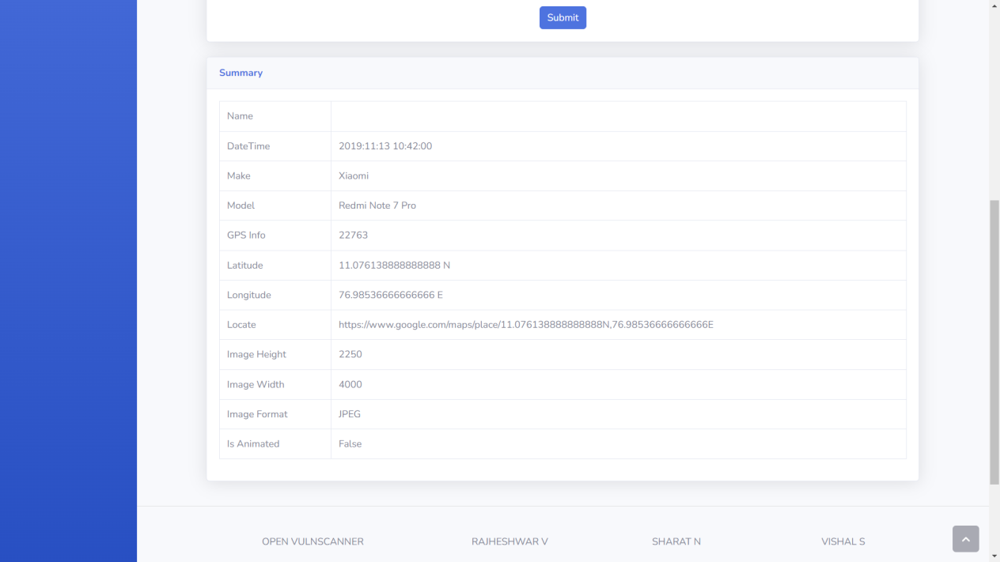 Submit
Summary
Name
DateTime 2019:11:13 10:42:00
Make Xiaomi
Model Redmi Note 7 Pro
GPS Info 22763
Latitude 11.076138888888888 N
Longitude 76.98536666666666 E
Locate https://www.google.com/maps/place/11.076138888888888N,76.98536666666666E
Image Height 2250
Image Width 4000
Image Format JPEG
Is Animated False
OPEN VULNSCANNER RAJHESHWAR V SHARAT N VISHAL S